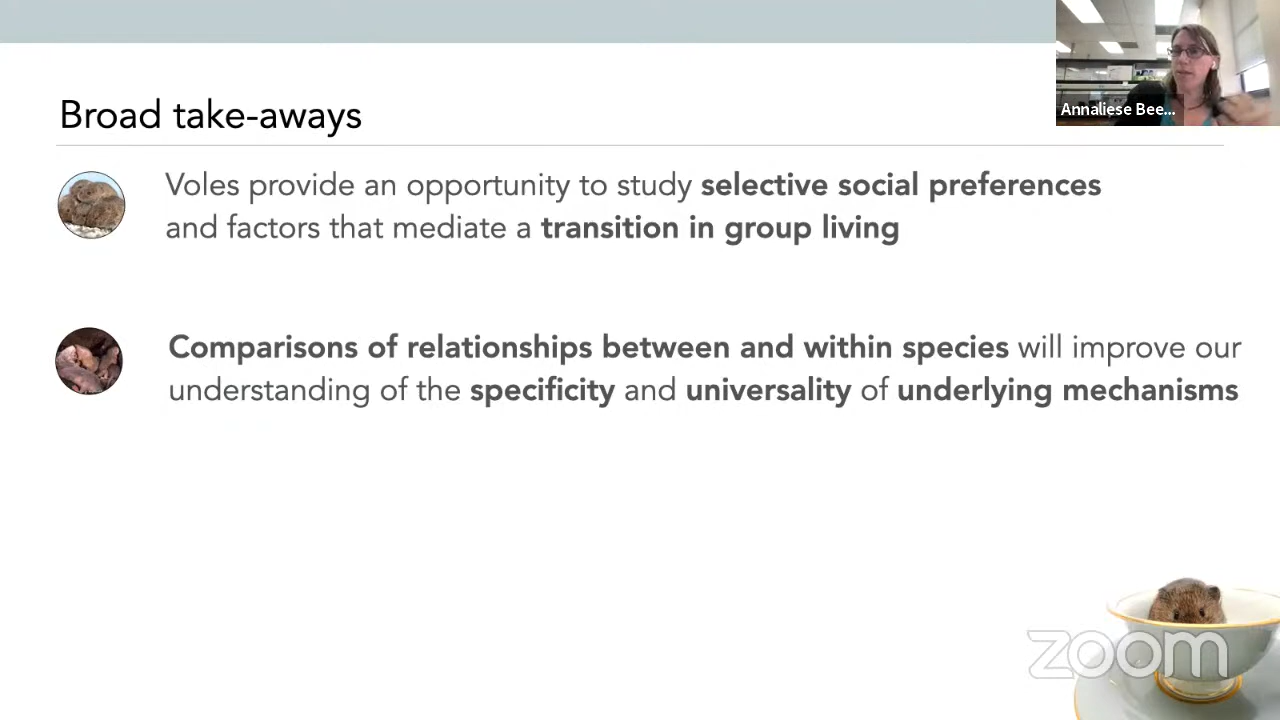 Annaliese Bee...
Broad take-aways
Voles provide an opportunity to study selective social preferences
and factors that mediate a transition in group living
Comparisons of relationships between and within species will improve our
understanding of the specificity and universality of underlying mechanisms
zoom